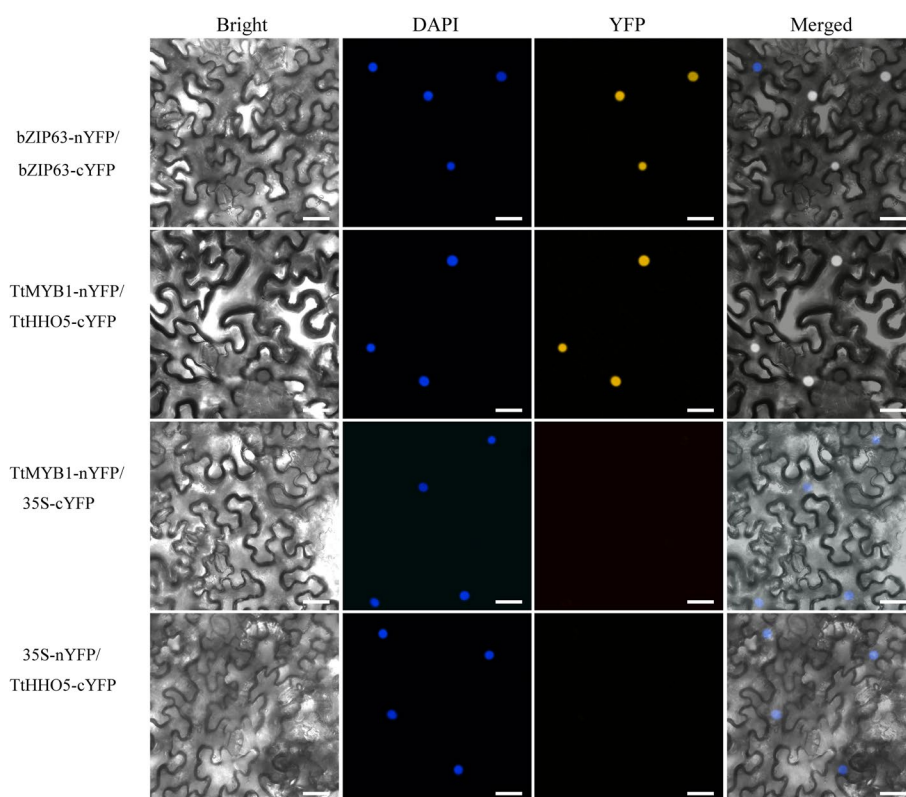 Bright DAPI YFP Merged
bZIP63-nYFP/
bZIP63-cYFP
TtMYB1-nYFP/
TtHHO5-cYFP
TtMYB1-nYFP/
35S-cYFP
35S-nYFP/
TtHHO5-cYFP